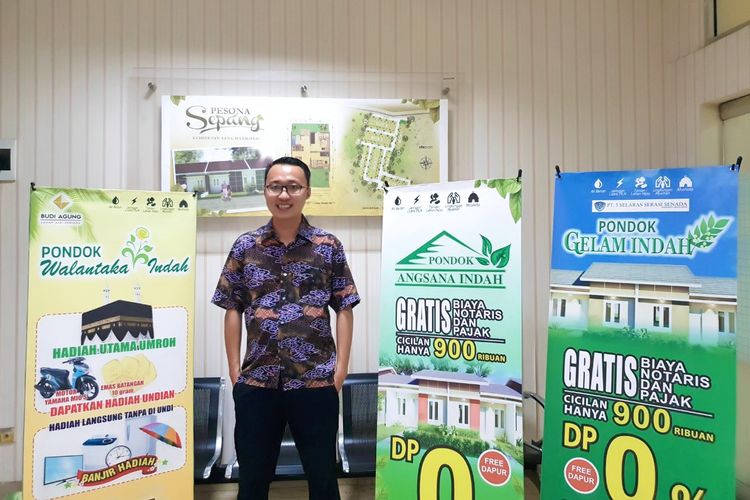 PESONA
Sepang
BUDI AGUNG
PONDOK
Walantaka Indah
HADIAH UTAMA UMROH
MOTOR
YAMAHA MIO
EMAS BATANGAN
10 gram
DAPATKAN HADIAH UNDIAN
HADIAH LANGSUNG TANPA DI UNDI
BANJIR HADIAH
PONDOK
ANGSANA INDAH
GRATIS BIAYA
NOTARIS
DAN
PAJAK
CICILAN
HANYA 900 RIBUAN
DP
0
FREE
DAPUR
PT. 3 SELARAS SERASI SENADA
PONDOK
GELAM INDAH
GRATIS BIAYA
NOTARIS
DAN
PAJAK
CICILAN
HANYA 900 RIBUAN
DP 0%
FREE
DAPUR